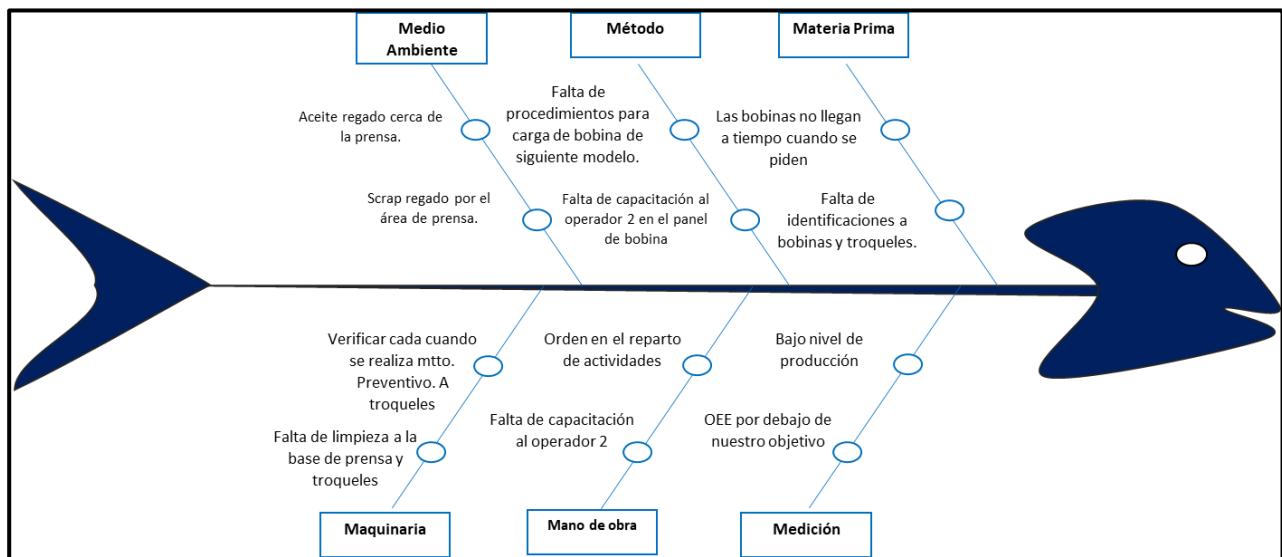 Medio
Ambiente
Método
Materia Prima
Aceite regado cerca de
la prensa.
Falta de
procedimientos para
carga de bobina de
siguiente modelo.
Las bobinas no llegan
a tiempo cuando se
piden
Scrap regado por el
área de prensa.
Falta de capacitación al
operador 2 en el panel
de bobina
Falta de
identificaciones a
bobinas y troqueles.
Verificar cada cuando
se realiza mtto.
Preventivo. A
troqueles
Orden en el reparto
de actividades
Bajo nivel de
producción
Falta de limpieza a la
base de prensa y
troqueles
Falta de capacitación
al operador 2
OEE por debajo de
nuestro objetivo
Maquinaria
Mano de obra
Medición